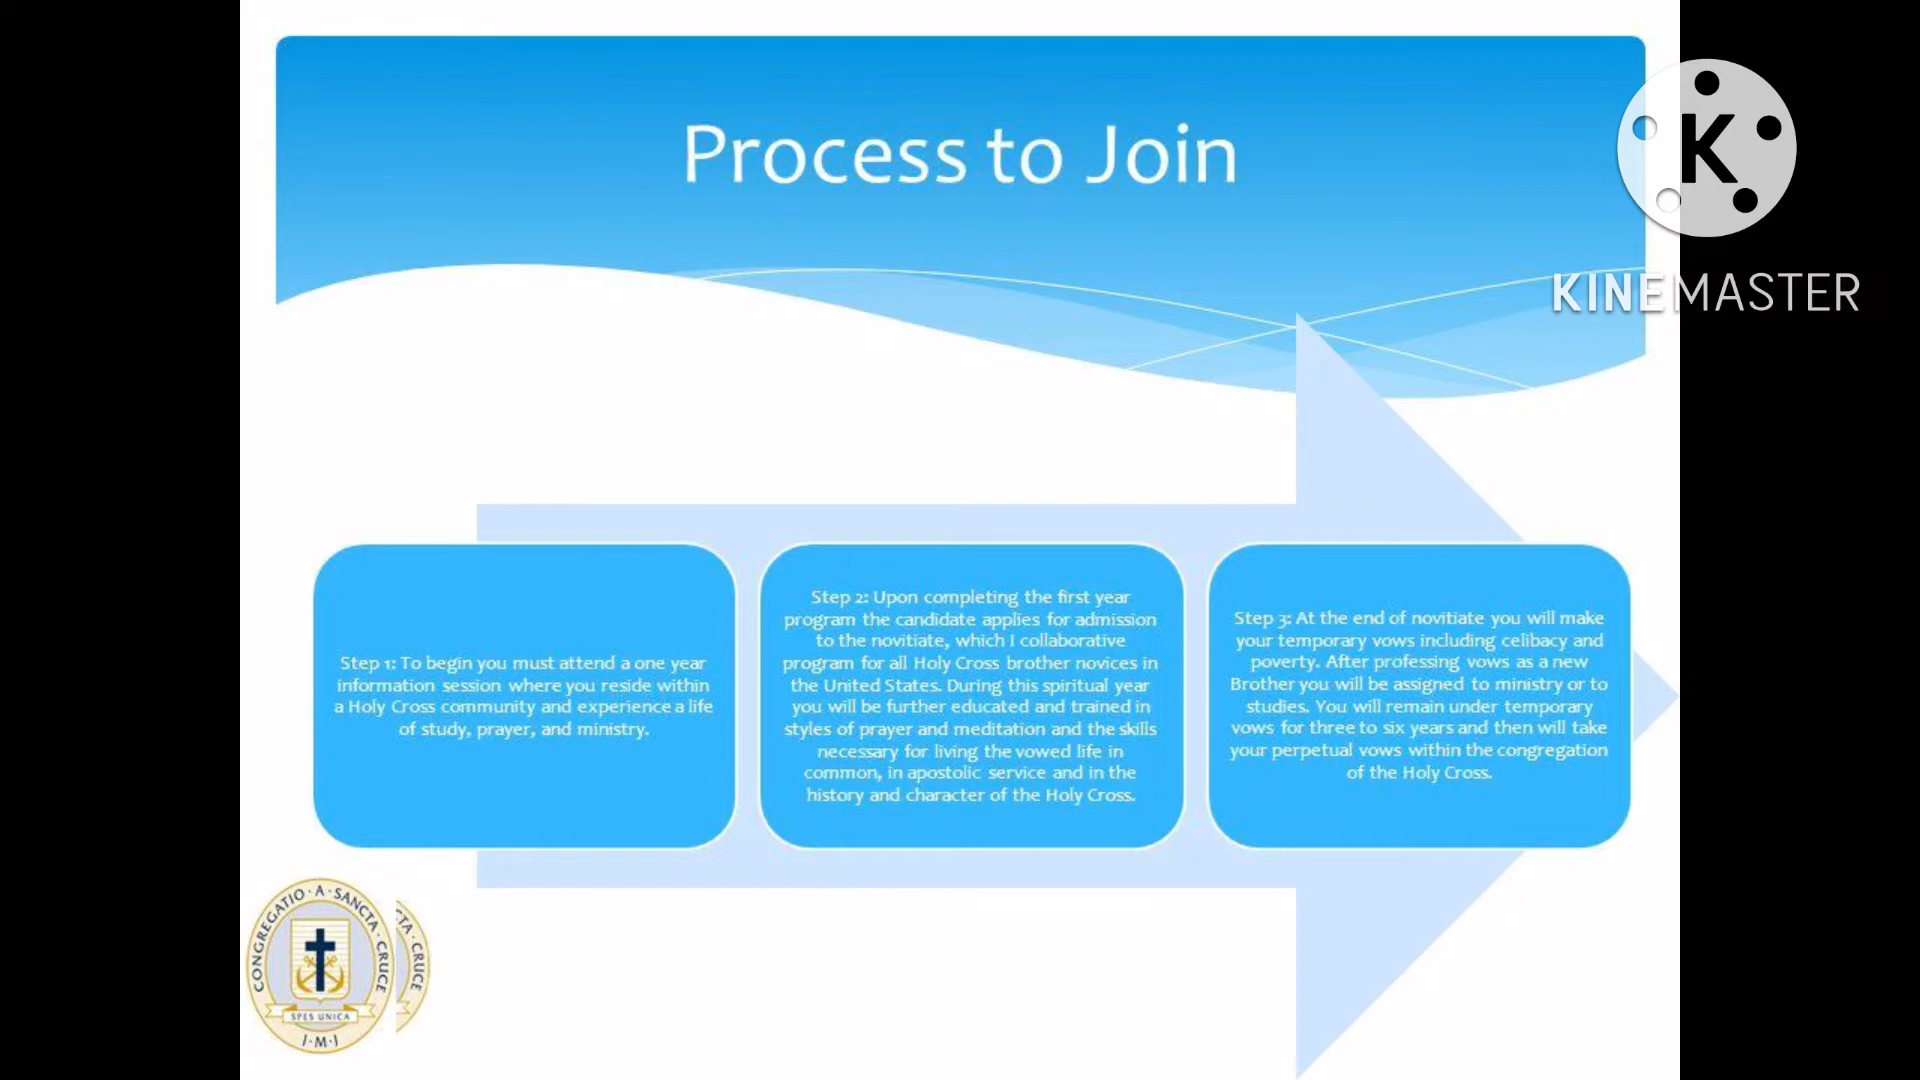 Process to Join
K
KINEMASTER
Step 1: To begin you must attend a one year
information session where you reside within
a Holy Cross community and experience a life
of study, prayer, and ministry.
Step 2: Upon completing the first year
program the candidate applies for admission
to the novitiate, which I collaborative
program for all Holy Cross brother novices in
the United States. During this spiritual year
you will be further educated and trained in
styles of prayer and meditation and the skills
necessary for living the vowed life in
common, in apostolic service and in the
history and character of the Holy Cross.
Step 3: At the end of novitiate you will make
your temporary vows including celibacy and
poverty. After professing vows as a new
Brother you will be assigned to ministry or to
studies. You will remain under temporary
vows for three to six years and then will take
your perpetual vows within the congregation
of the Holy Cross.
CONGREGATIO · A · SANCTA · CRUCE
SPES UNICA
J·M·J
CTA · CRUCE